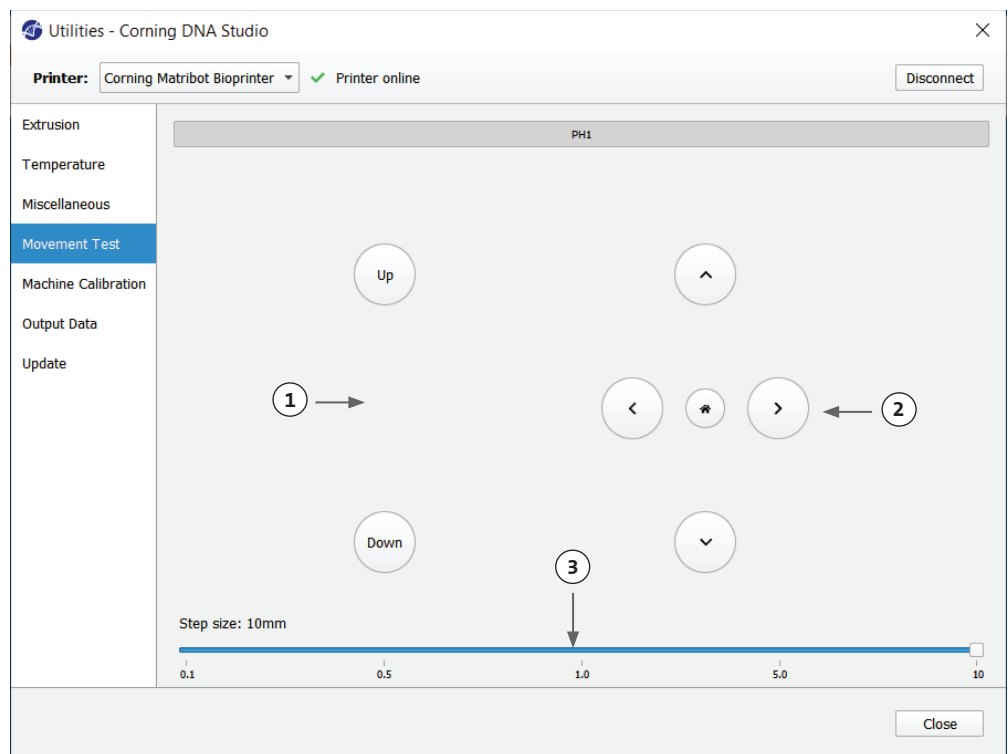 Utilities - Corning DNA Studio
Printer: Corning Matribot Bioprinter Printer online Disconnect
Extrusion
PH1
Temperature
Miscellaneous
Movement Test
Machine Calibration
Output Data
Update
Up
1
2
Down
3
Step size: 10mm
0.1 0.5 1.0 5.0 10
Close